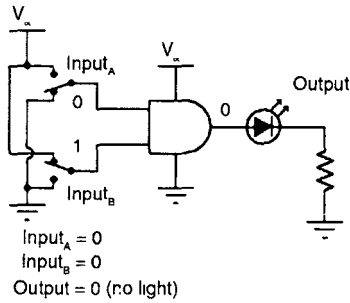 Vcc
InputA
0
Vcc
0
Output
1
InputB
InputA = 0
InputB = 0
Output = 0 (no light)